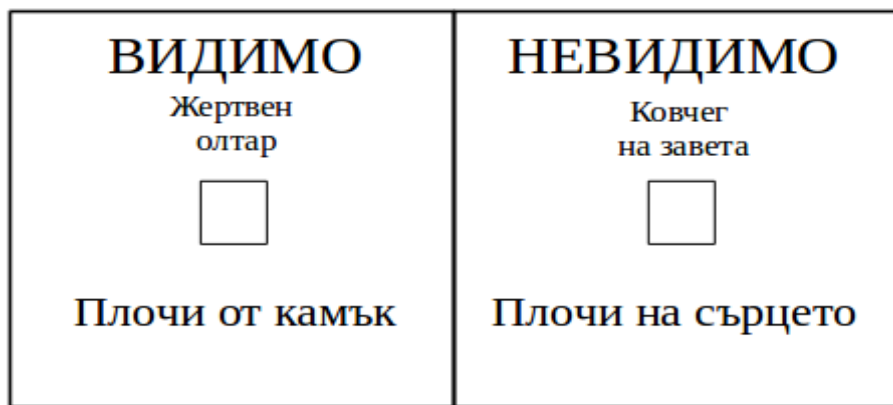 ВИДИМО
Жертвен
олтар
Плочи от камък
НЕВИДИМО
Ковчег
на завета
Плочи на сърцето